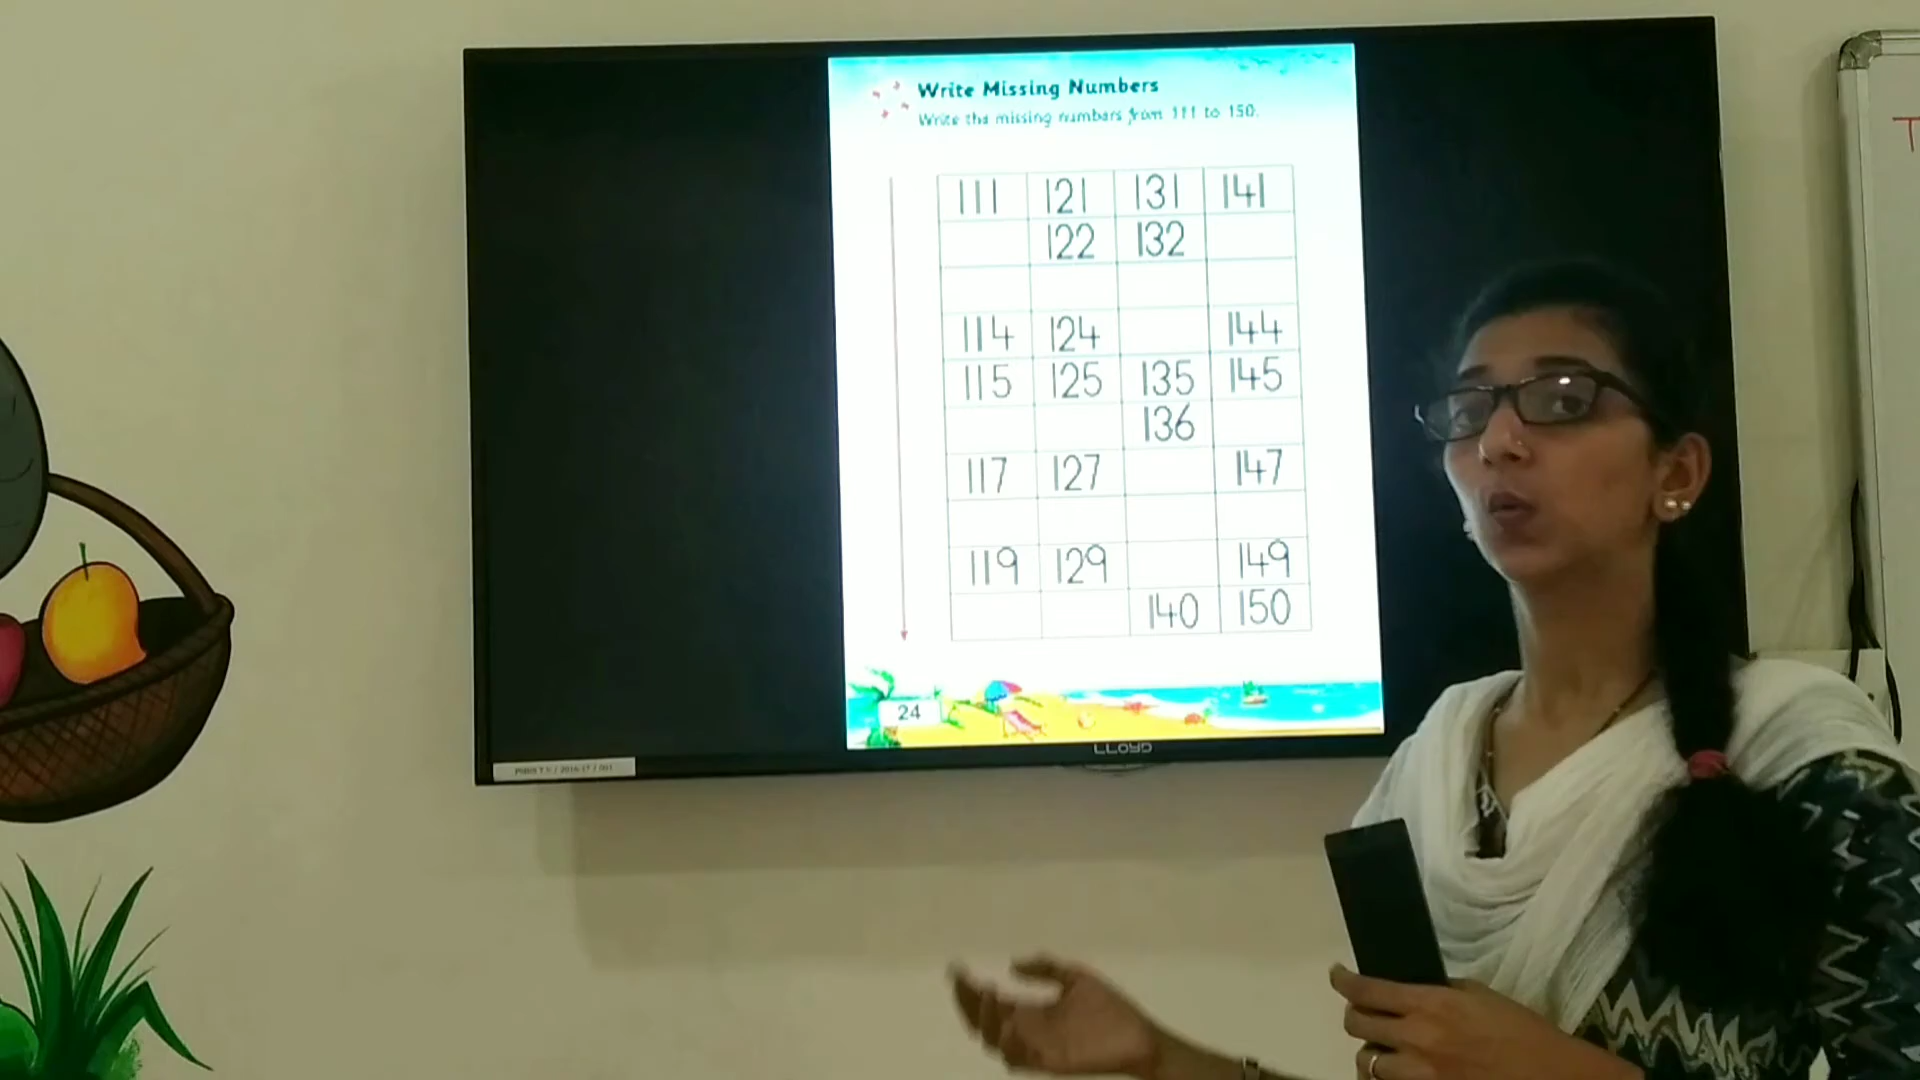 Write Missing Numbers
Write the missing numbers from 111 to 150.
111 121 131 141
122 132
114 124 144
115 125 135 145
136
117 127 147
119 129 149
140 150
24
LLOYD
T